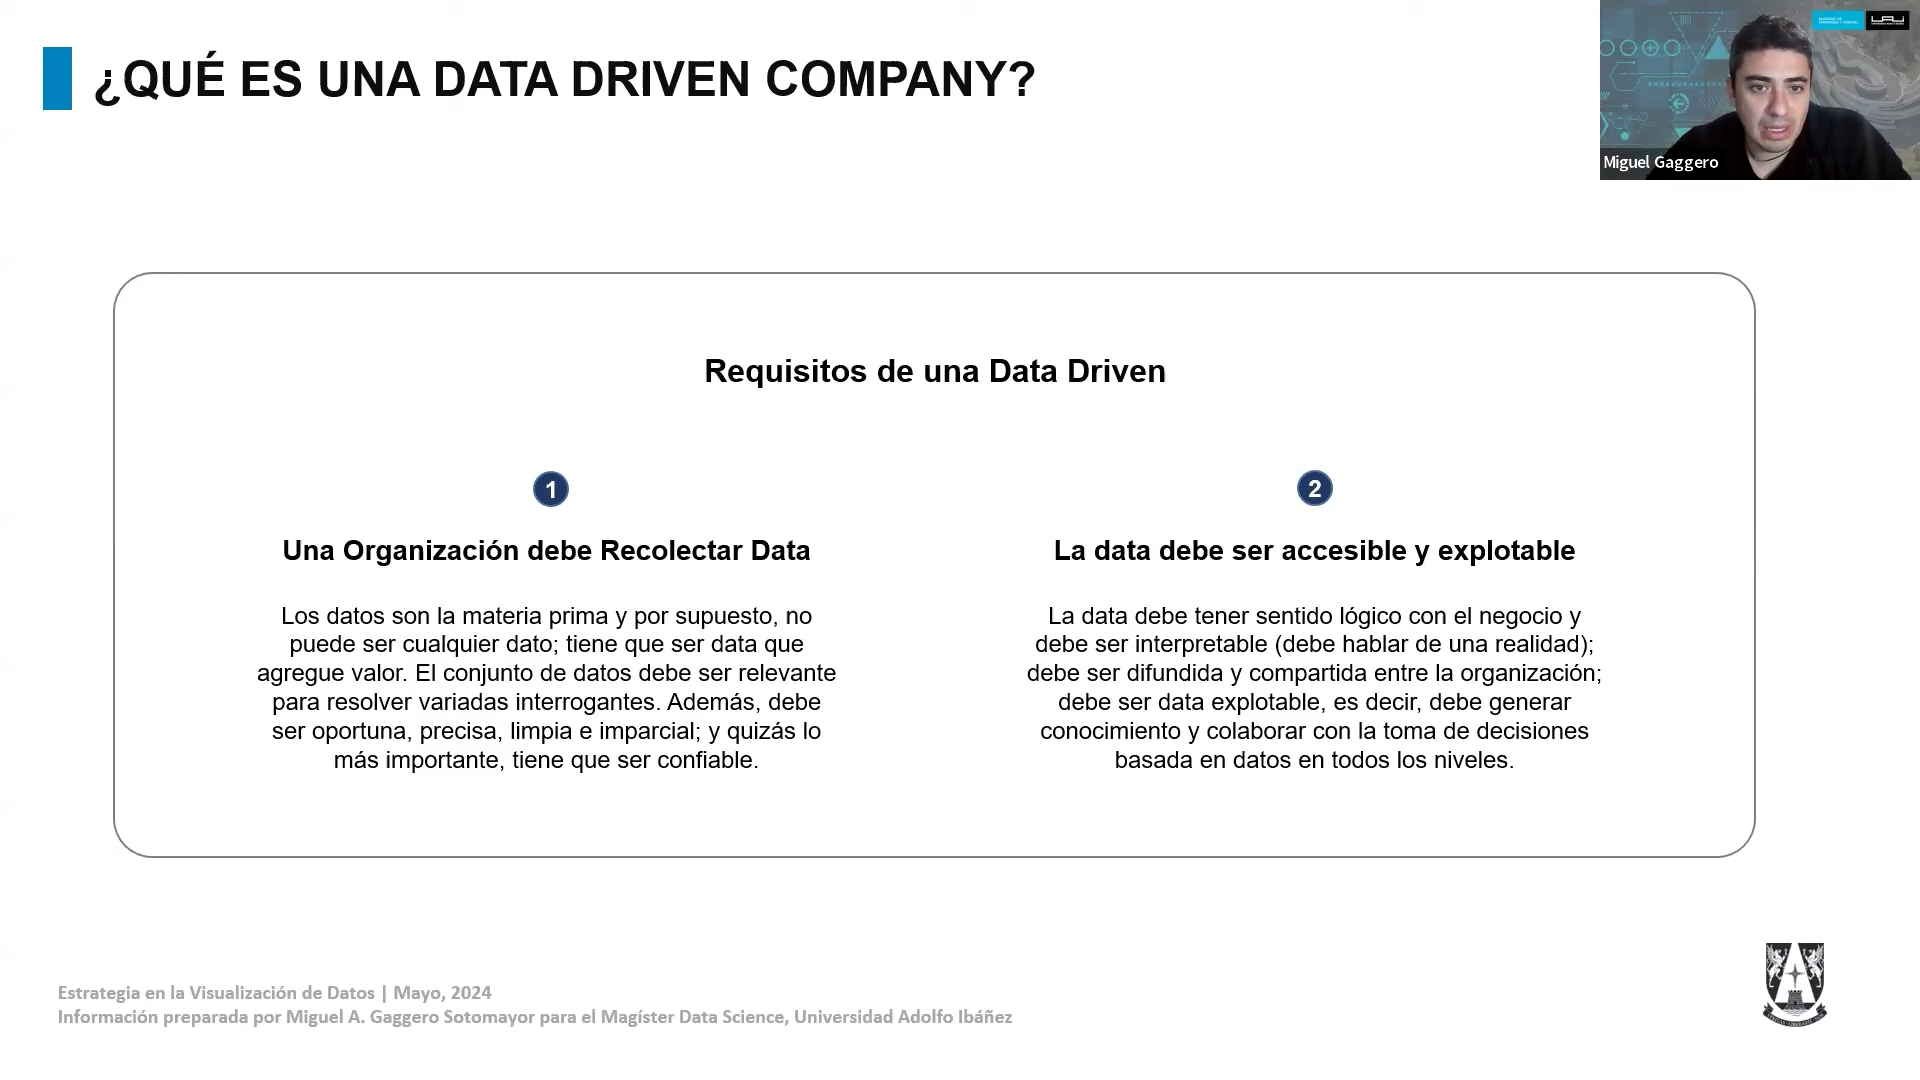 ¿QUÉ ES UNA DATA DRIVEN COMPANY?
Miguel Gaggero
Requisitos de una Data Driven
1
Una Organización debe Recolectar Data
Los datos son la materia prima y por supuesto, no
puede ser cualquier dato; tiene que ser data que
agregue valor. El conjunto de datos debe ser relevante
para resolver variadas interrogantes. Además, debe
ser oportuna, precisa, limpia e imparcial; y quizás lo
más importante, tiene que ser confiable.
2
La data debe ser accesible y explotable
La data debe tener sentido lógico con el negocio y
debe ser interpretable (debe hablar de una realidad);
debe ser difundida y compartida entre la organización;
debe ser data explotable, es decir, debe generar
conocimiento y colaborar con la toma de decisiones
basada en datos en todos los niveles.
Estrategia en la Visualización de Datos | Mayo, 2024
Información preparada por Miguel A. Gaggero Sotomayor para el Magíster Data Science, Universidad Adolfo Ibáñez